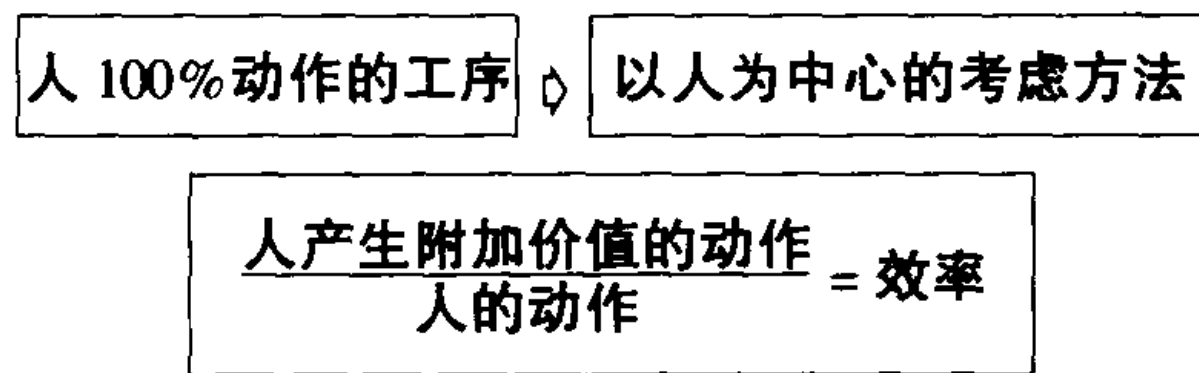 人 100%动作的工序 ⇨ 以人为中心的考虑方法
人产生附加价值的动作
人的动作
= 效率